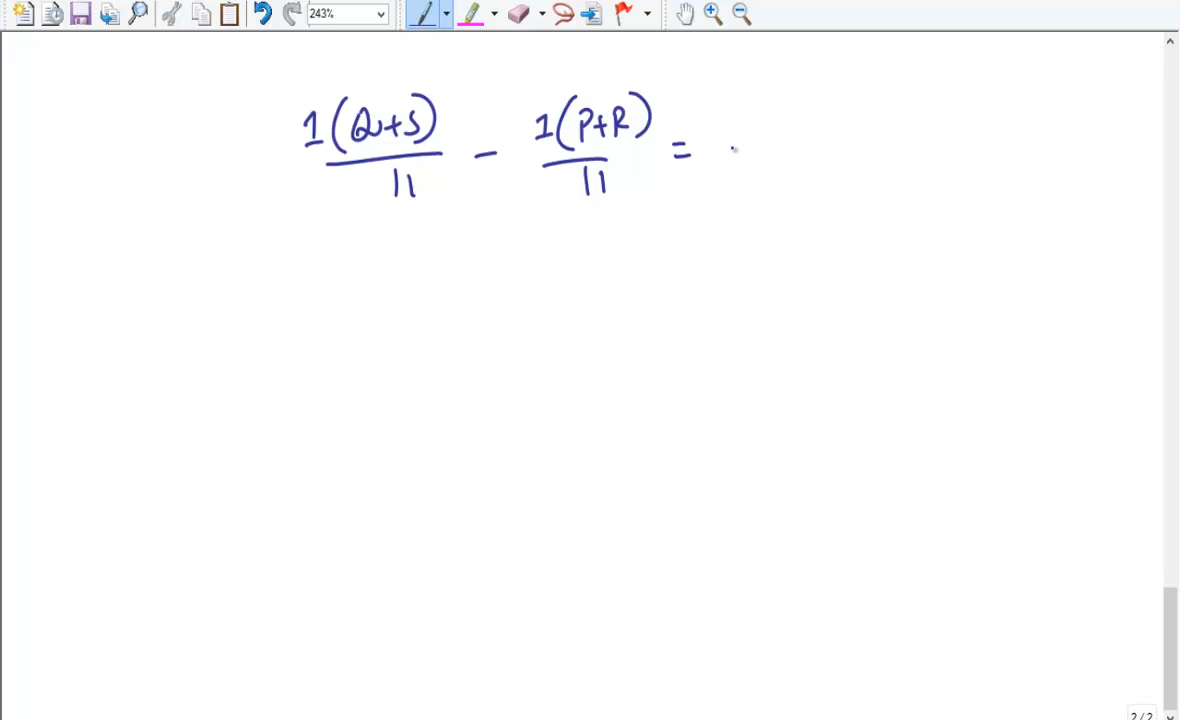 243%
1(Q+S)/11 - 1(P+R)/11 =
2/2